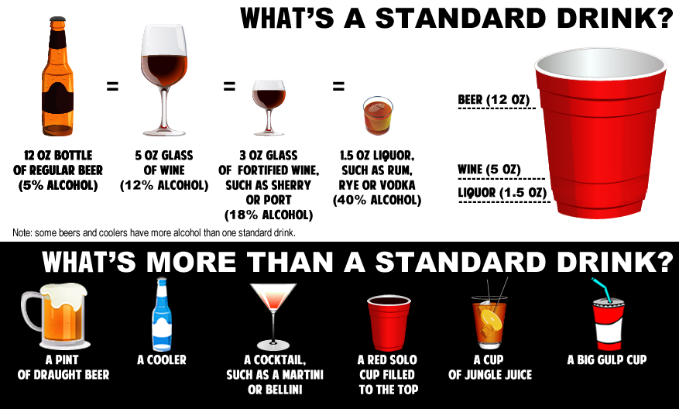 WHAT'S A STANDARD DRINK?
12 OZ BOTTLE
OF REGULAR BEER
(5% ALCOHOL)
=
5 OZ GLASS
OF WINE
(12% ALCOHOL)
=
3 OZ GLASS
OF FORTIFIED WINE,
SUCH AS SHERRY
OR PORT
(18% ALCOHOL)
=
1.5 OZ LIQUOR,
SUCH AS RUM,
RYE OR VODKA
(40% ALCOHOL)
BEER (12 OZ)
WINE (5 OZ)
LIQUOR (1.5 OZ)
Note: some beers and coolers have more alcohol than one standard drink.
WHAT'S MORE THAN A STANDARD DRINK?
A PINT
OF DRAUGHT BEER
A COOLER
A COCKTAIL,
SUCH AS A MARTINI
OR BELLINI
A RED SOLO
CUP FILLED
TO THE TOP
A CUP
OF JUNGLE JUICE
A BIG GULP CUP